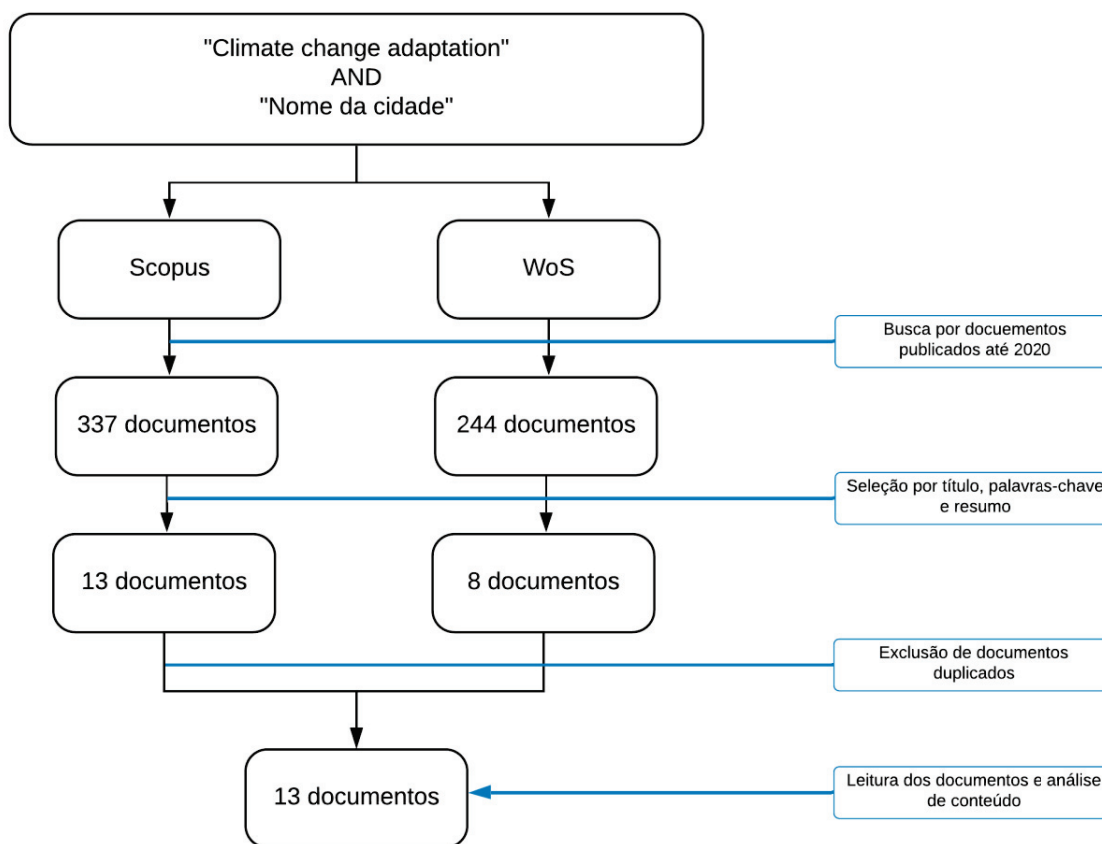 "Climate change adaptation"
AND
"Nome da cidade"
Scopus
WoS
Busca por docuementos
publicados até 2020
337 documentos
244 documentos
Seleção por título, palavras-chave
e resumo
13 documentos
8 documentos
Exclusão de documentos
duplicados
13 documentos
Leitura dos documentos e análise
de conteúdo